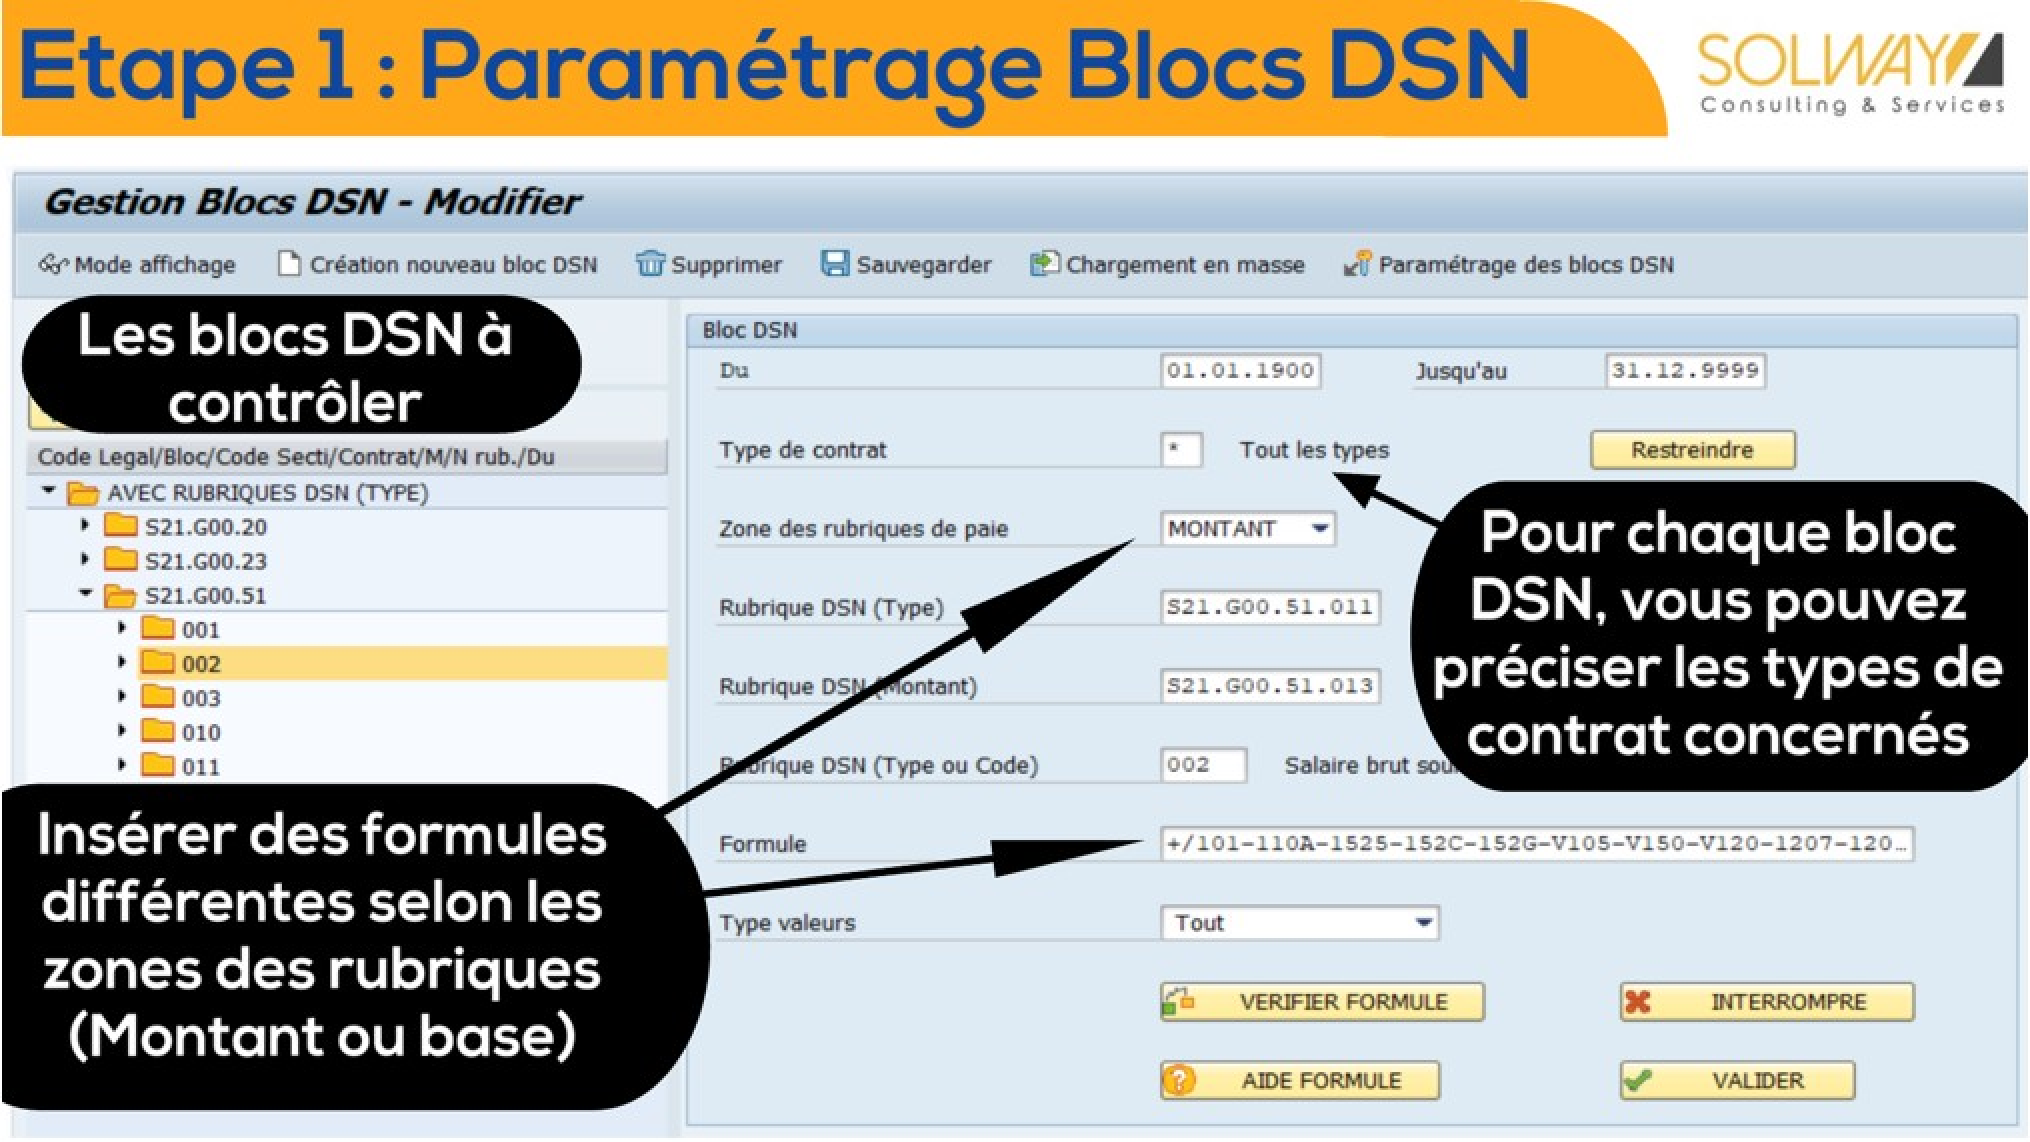 Etape 1 : Paramétrage Blocs DSN
SOLWAY
Consulting & Services
Gestion Blocs DSN - Modifier
Mode affichage Création nouveau bloc DSN Supprimer Sauvegarder Chargement en masse Paramétrage des blocs DSN
Les blocs DSN à
contrôler
Code Legal/Bloc/Code Secti/Contrat/M/N rub./Du
AVEC RUBRIQUES DSN (TYPE)
S21.G00.20
S21.G00.23
S21.G00.51
001
002
003
010
011
Insérer des formules
différentes selon les
zones des rubriques
(Montant ou base)
Bloc DSN
Du 01.01.1900 Jusqu'au 31.12.9999
Type de contrat * Tout les types Restreindre
Zone des rubriques de paie MONTANT
Rubrique DSN (Type) S21.G00.51.011
Rubrique DSN (Montant) S21.G00.51.013
Rubrique DSN (Type ou Code) 002 Salaire brut
Formule +/101-110A-1525-152C-152G-V105-V150-V120-1207-120…
Type valeurs Tout
VERIFIER FORMULE INTERROMPRE
AIDE FORMULE VALIDER
Pour chaque bloc
DSN, vous pouvez
préciser les types de
contrat concernés